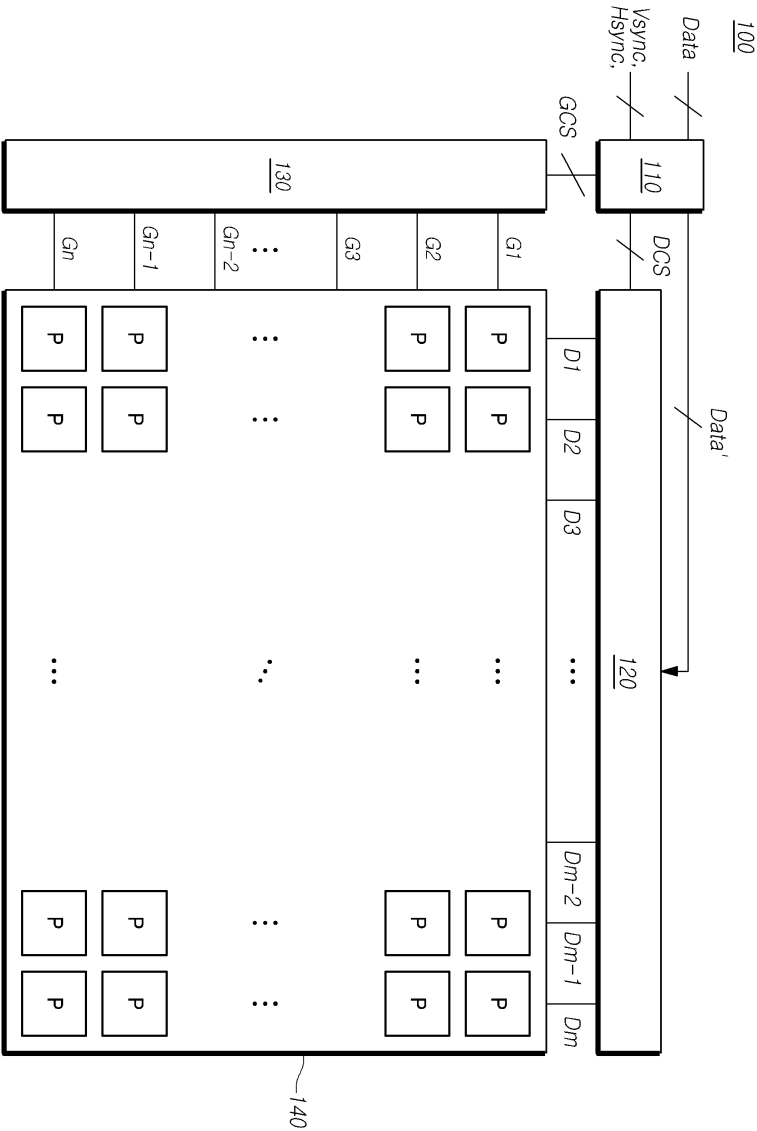 100
Data
Vsync,
Hsync,
110
Data'
DCS
120
GCS
D1 D2 D3 ... Dm-2 Dm-1 Dm
130
G1
P P ... P P
G2
P P ... P P
G3
...
Gn-2
Gn-1
P P P P
Gn
P P ... P P
140